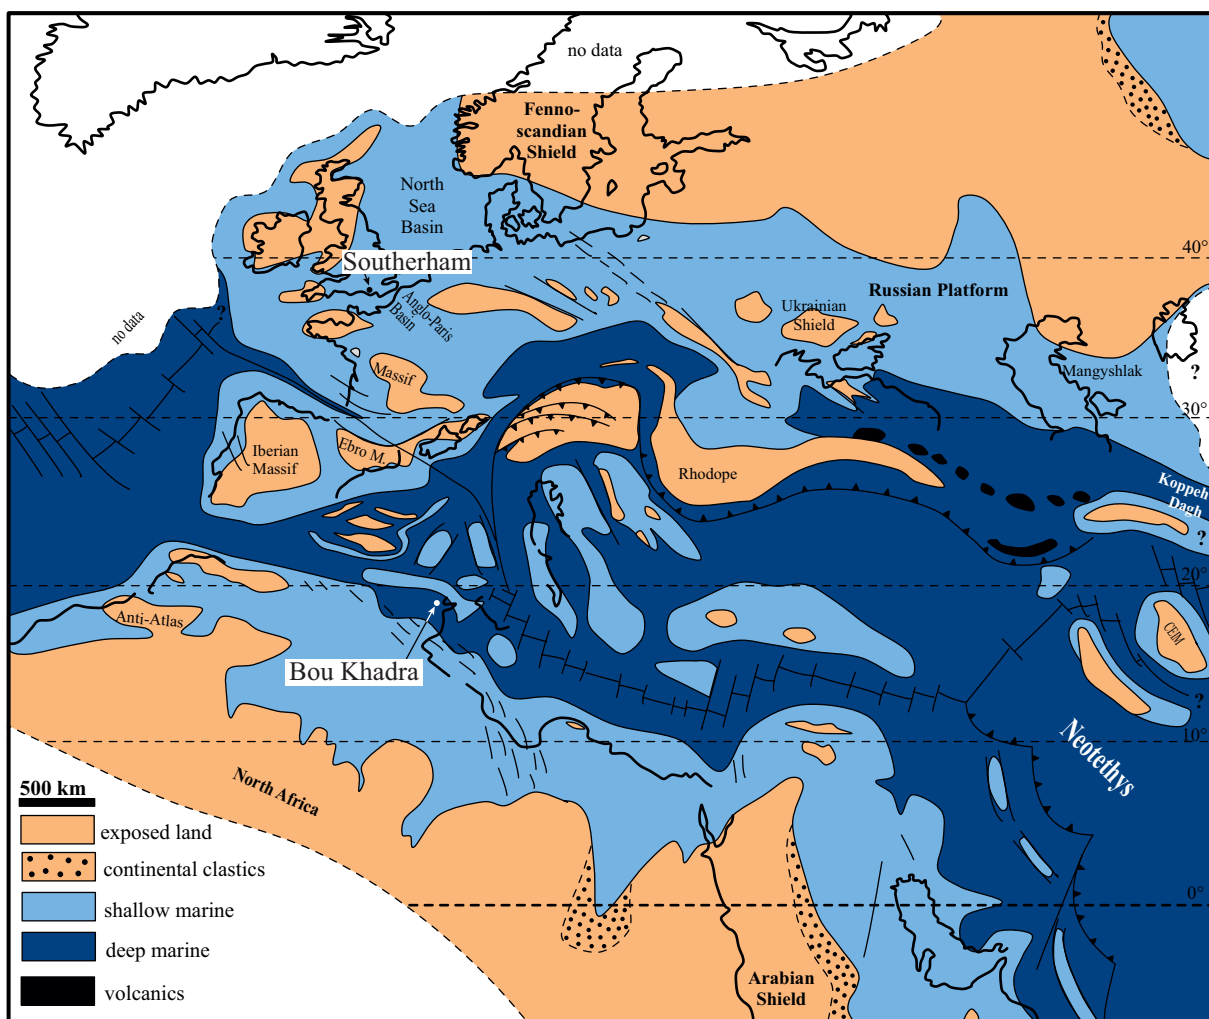 no data
Fenno-
scandian
Shield
North
Sea
Basin
40°
Southerham
Ukrainian
Shield
Russian Platform
Anglo-Paris
Basin
no data
?
Massif
Mangyshlak
?
30°
Iberian
Massif
Ebro M.
Rhodope
Koppeh
Dagh
?
20°
Anti-Atlas
CEIM
Bou Khadra
?
10°
Neotethys
North Africa
500 km
exposed land
continental clastics
shallow marine
deep marine
volcanics
0°
Arabian
Shield